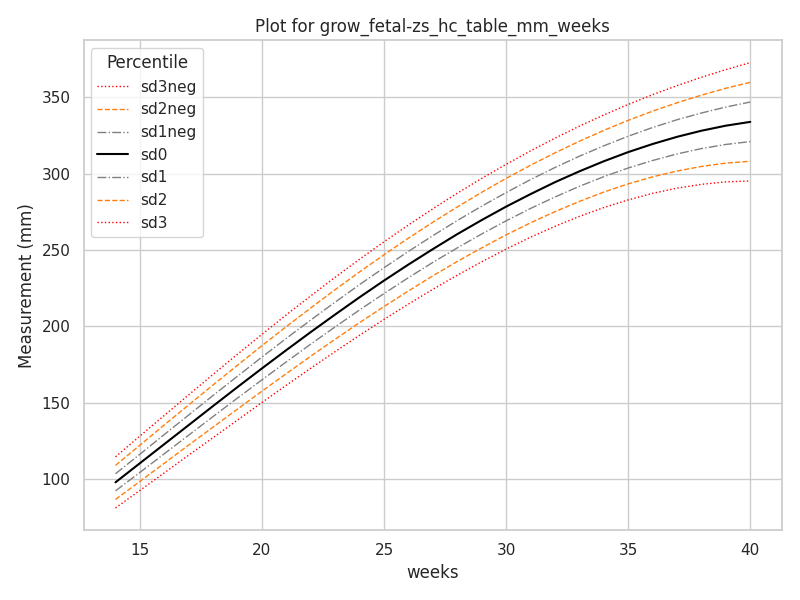 Plot for grow_fetal-zs_hc_table_mm_weeks
Percentile
sd3neg
sd2neg
sd1neg
sd0
sd1
sd2
sd3
Measurement (mm)
350
300
250
200
150
100
15 20 25 30 35 40
weeks